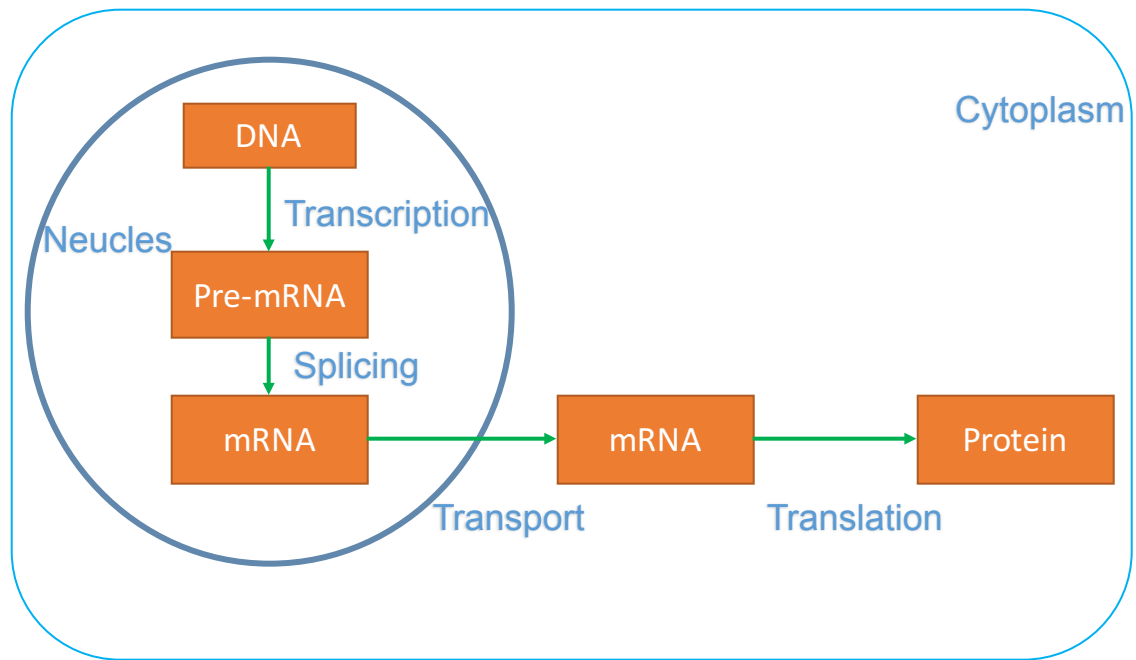 DNA
Cytoplasm
Transcription
Neucles
Pre-mRNA
Splicing
mRNA
mRNA
Protein
Transport
Translation